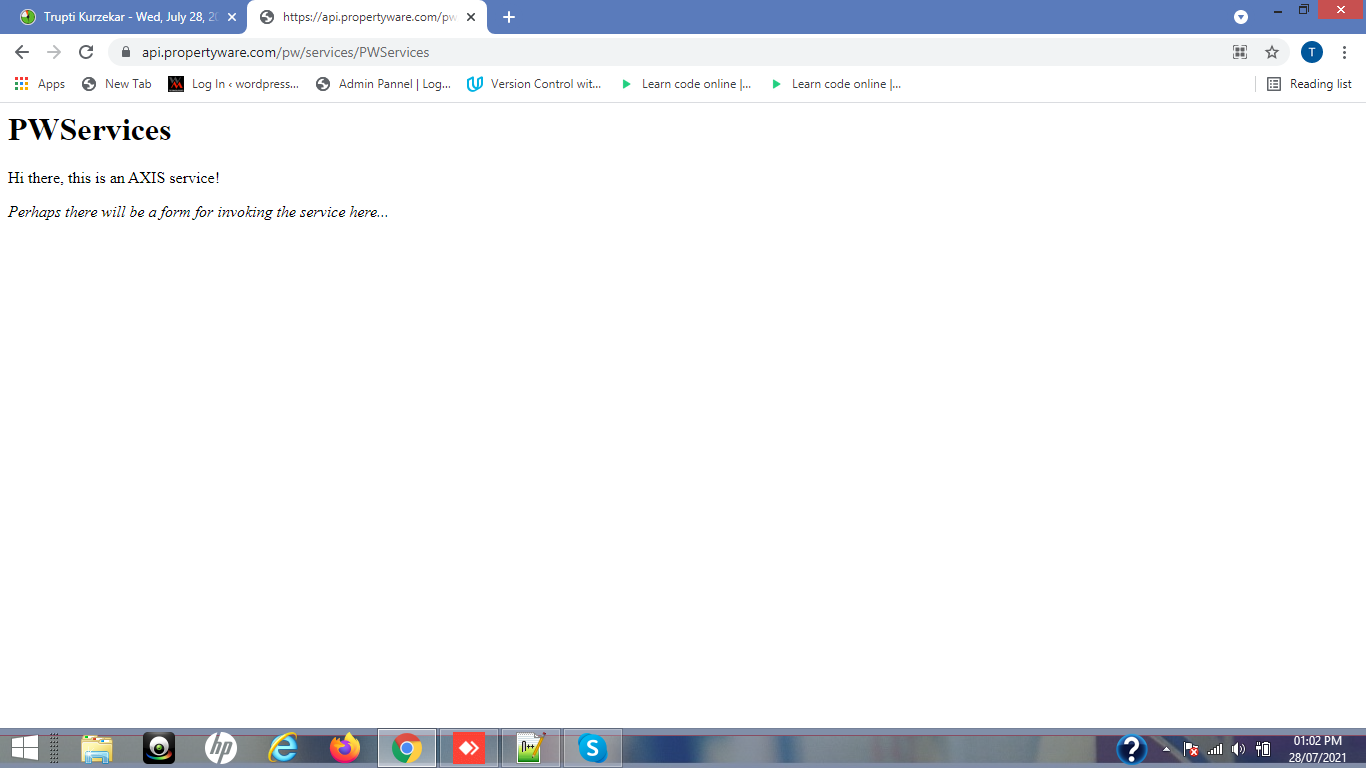 Trupti Kurzekar - Wed, July 28, 20
https://api.propertyware.com/pw
api.propertyware.com/pw/services/PWServices
T
Apps
New Tab
Log In ‹ wordpress...
Admin Pannel | Log...
Version Control wit...
Learn code online |...
Learn code online |...
Reading list
PWServices
Hi there, this is an AXIS service!
Perhaps there will be a form for invoking the service here...
hp
S
?
01:02 PM
28/07/2021